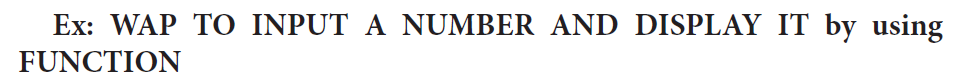 Ex: WAP TO INPUT A NUMBER AND DISPLAY IT by using
FUNCTION